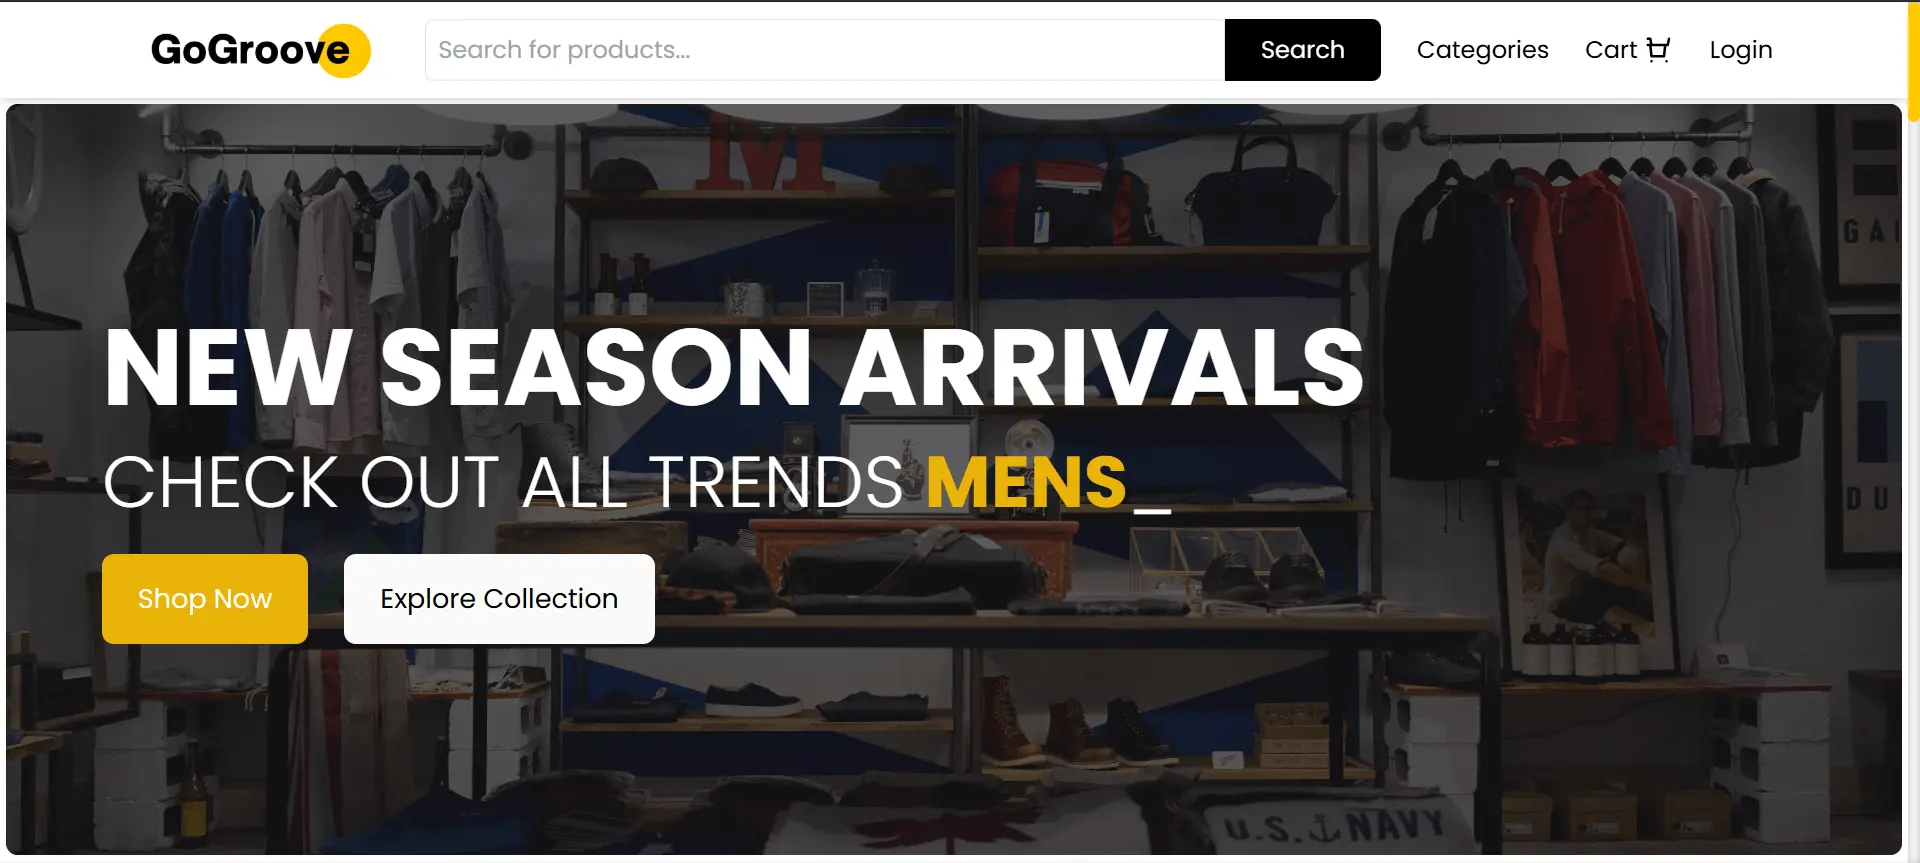 GoGroove
Search for products...
Search
Categories
Cart
Login
M
GA
NEW SEASON ARRIVALS
CHECK OUT ALL TRENDS MENS_
DU
Shop Now
Explore Collection
U.S. NAVY